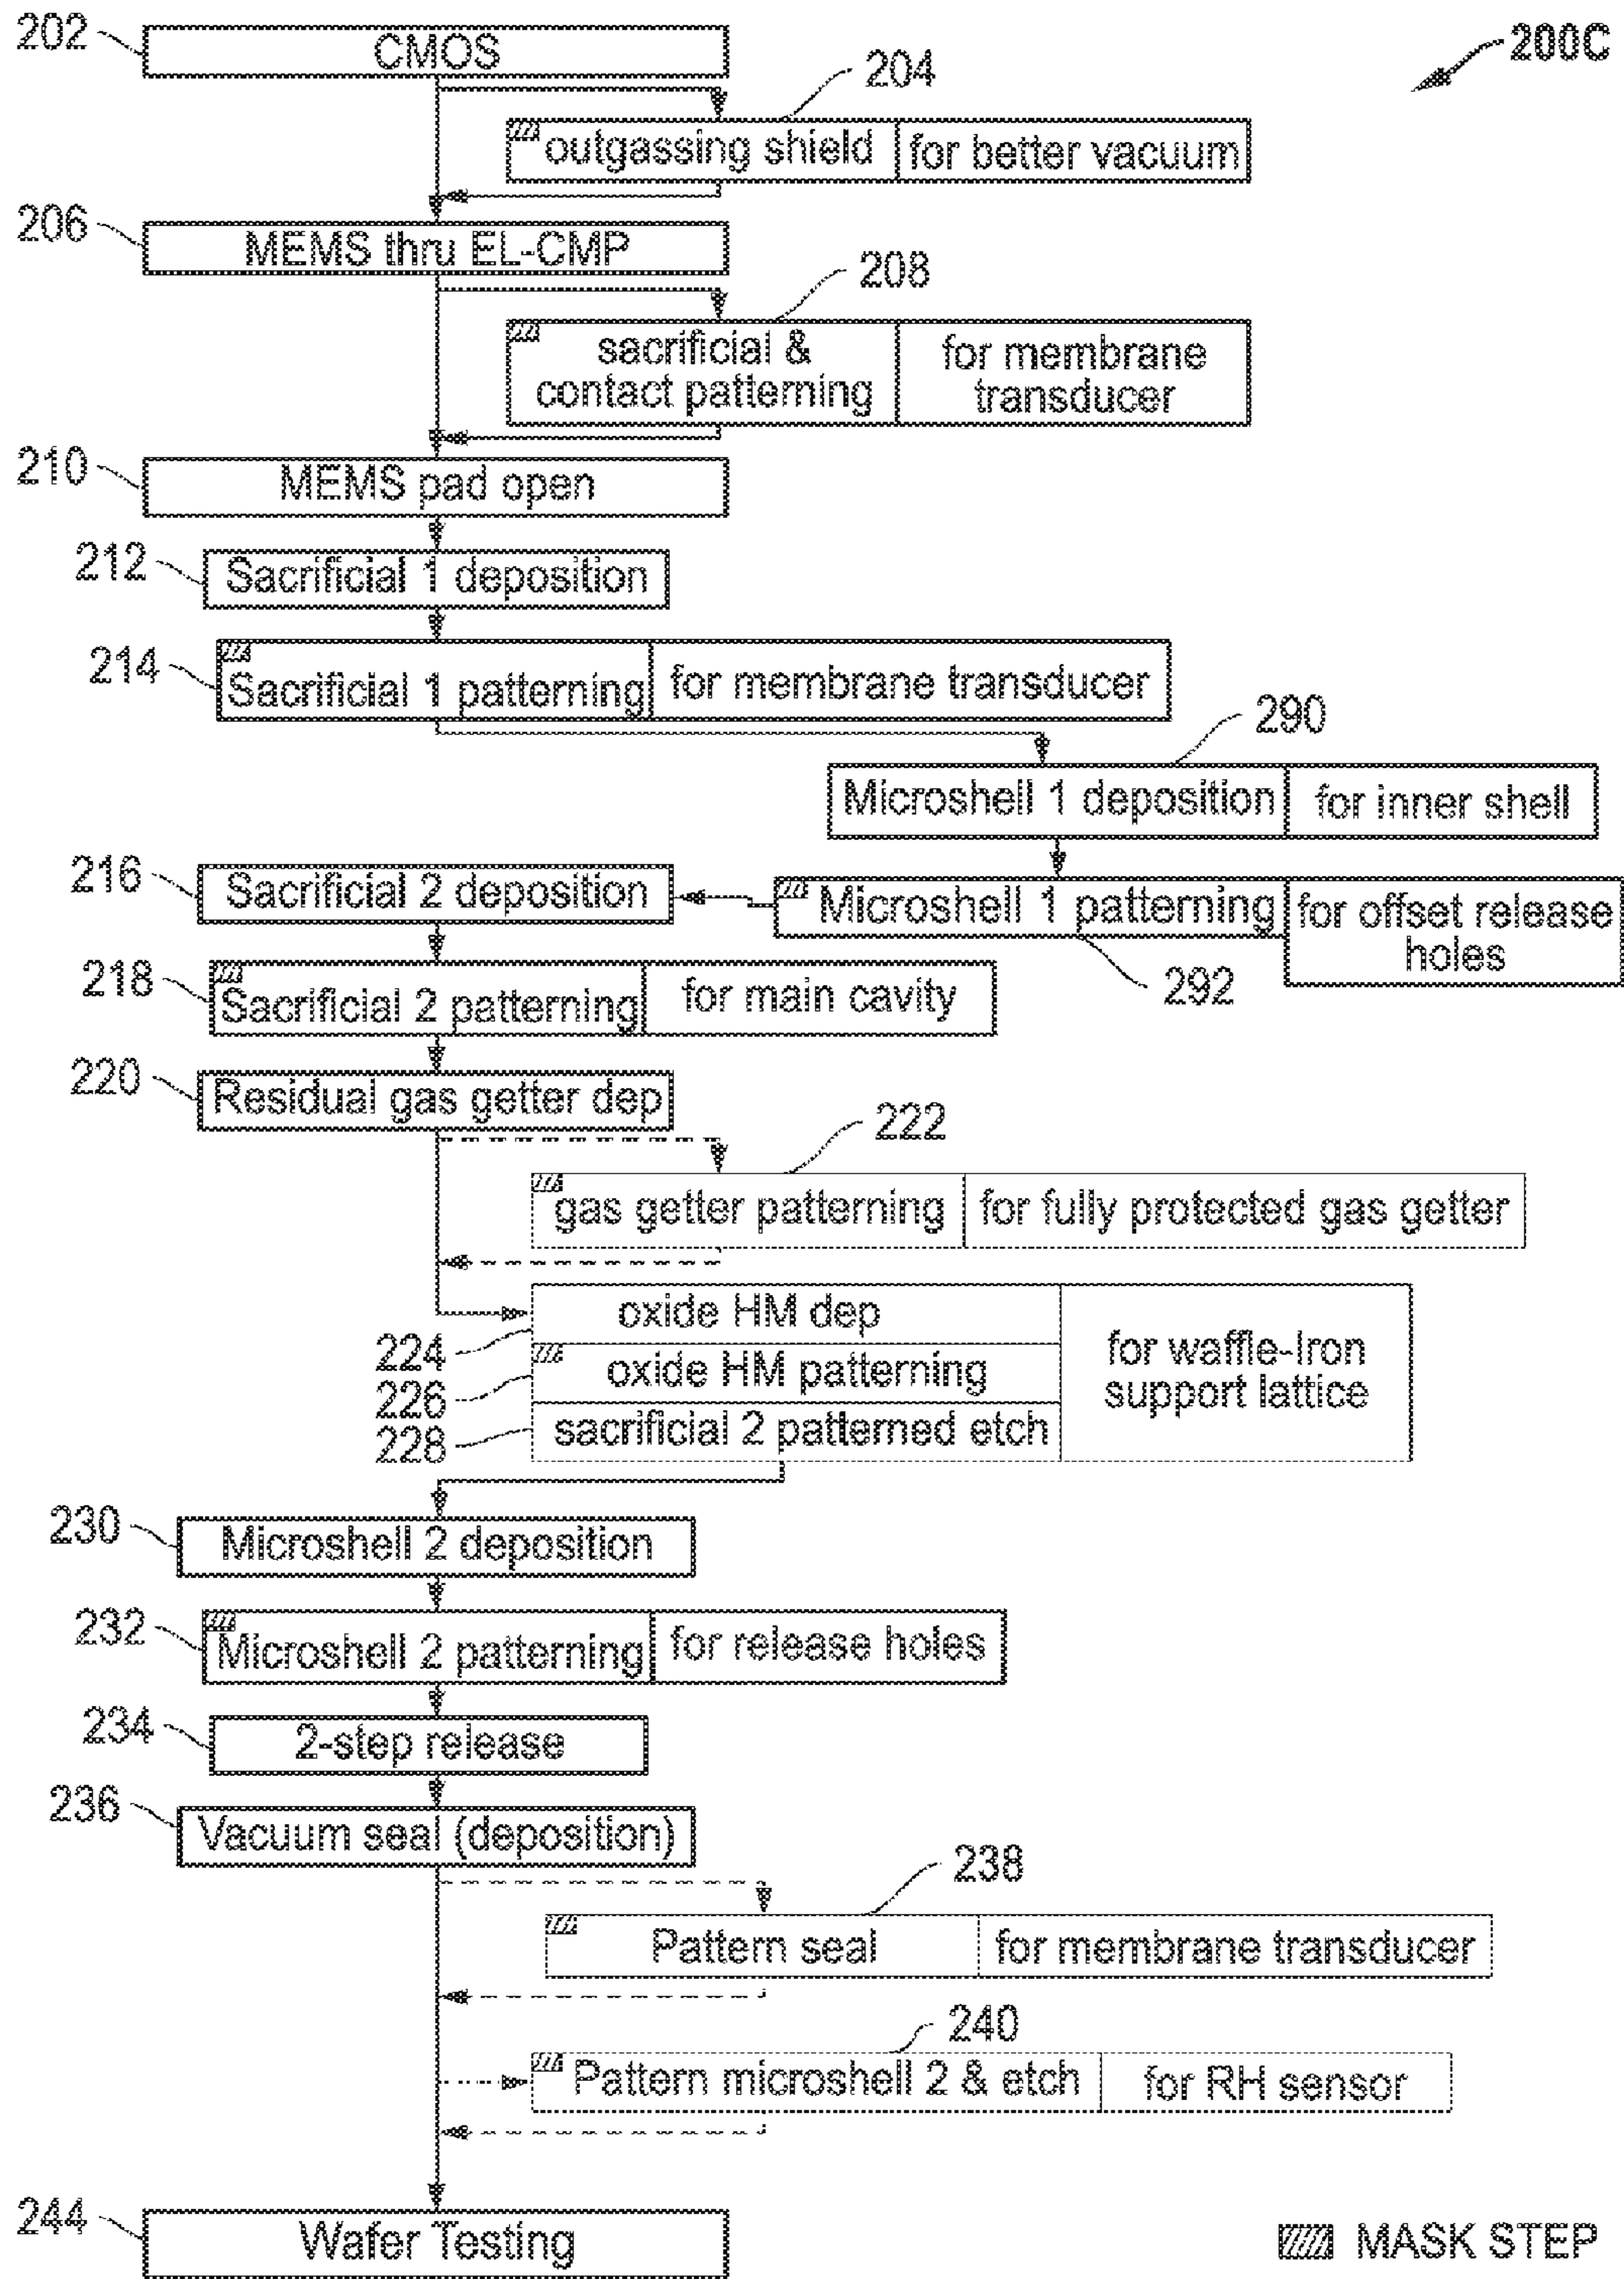 202
CMOS
200C
204
outgassing shield
for better vacuum
206
MEMS thru EL-CMP
208
sacrificial &
contact patterning
for membrane
transducer
210
MEMS pad open
212
Sacrificial 1 deposition
214
Sacrificial 1 patterning
for membrane transducer
290
Microshell 1 deposition
for inner shell
216
Sacrificial 2 deposition
Microshell 1 patterning
for offset release
holes
292
218
Sacrificial 2 patterning
for main cavity
220
Residual gas getter dep
222
gas getter patterning
for fully protected gas getter
224
oxide HM dep
226
oxide HM patterning
228
sacrificial 2 patterned etch
for waffle-Iron
support lattice
230
Microshell 2 deposition
232
Microshell 2 patterning
for release holes
234
2-step release
236
Vacuum seal (deposition)
238
Pattern seal
for membrane transducer
240
Pattern microshell 2 & etch
for RH sensor
244
Wafer Testing
MASK STEP